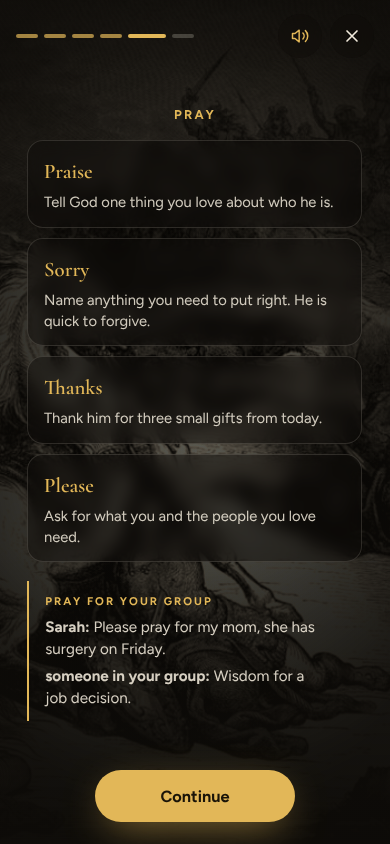 PRAY
Praise
Tell God one thing you love about who he is.
Sorry
Name anything you need to put right. He is
quick to forgive.
Thanks
Thank him for three small gifts from today.
Please
Ask for what you and the people you love
need.
PRAY FOR YOUR GROUP
Sarah: Please pray for my mom, she has
surgery on Friday.
someone in your group: Wisdom for a
job decision.
Continue